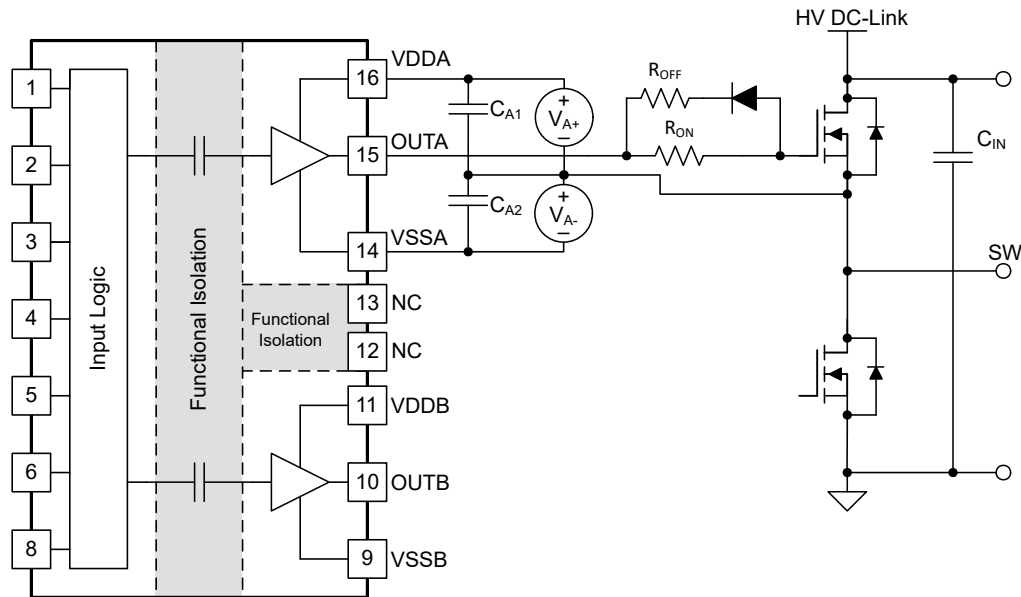 HV DC-Link
1
2
3
4
5
6
8
Input Logic
Functional Isolation
Functional
Isolation
16
VDDA
15
OUTA
14
VSSA
13
NC
12
NC
11
VDDB
10
OUTB
9
VSSB
CA1
CA2
+
VA+
–
+
VA-
–
ROFF
RON
CIN
SW